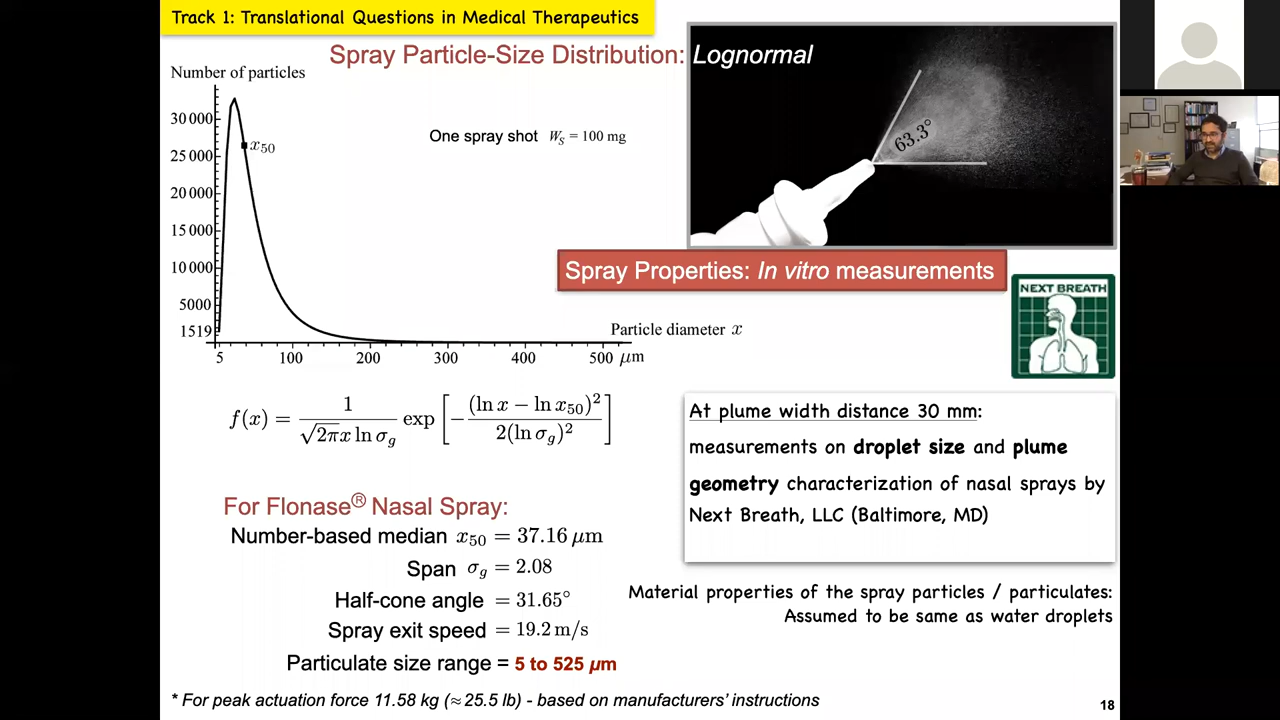 Track 1: Translational Questions in Medical Therapeutics
Spray Particle-Size Distribution: Lognormal
Number of particles
30 000
25 000
20 000
15 000
10 000
5000
1519
x50
One spray shot W_S = 100 mg
63.3°
Spray Properties: In vitro measurements
NEXT BREATH
Particle diameter x
5 100 200 300 400 500 μm
f(x) = 1 / (√2π x ln σg) exp [ − (ln x − ln x50)² / 2(ln σg)² ]
At plume width distance 30 mm:
measurements on droplet size and plume
geometry characterization of nasal sprays by
Next Breath, LLC (Baltimore, MD)
For Flonase® Nasal Spray:
Number-based median x50 = 37.16 μm
Span σg = 2.08
Half-cone angle = 31.65°
Spray exit speed = 19.2 m/s
Particulate size range = 5 to 525 μm
Material properties of the spray particles / particulates:
Assumed to be same as water droplets
* For peak actuation force 11.58 kg (≈ 25.5 lb) - based on manufacturers' instructions
18